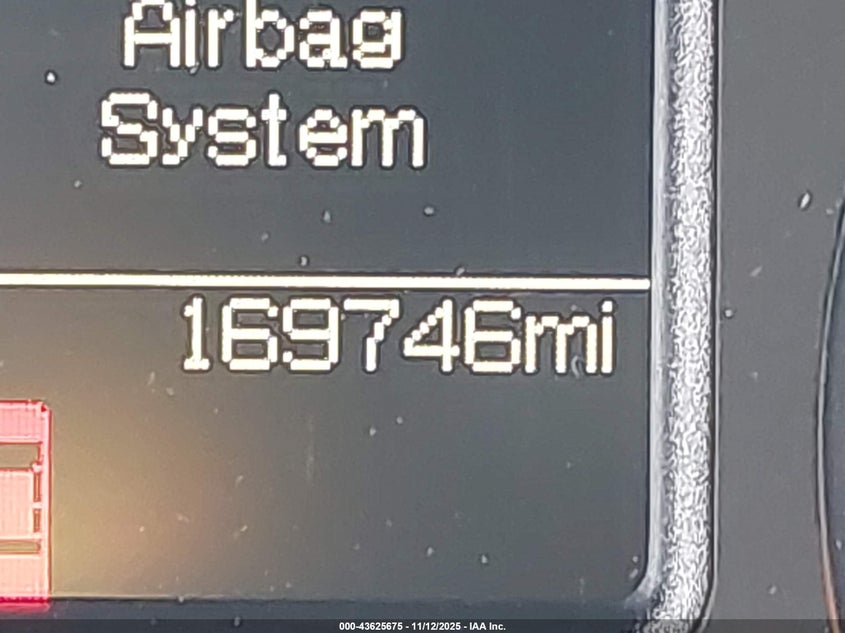 Airbag
System
169746mi
000-43625675 - 11/12/2025 - IAA Inc.